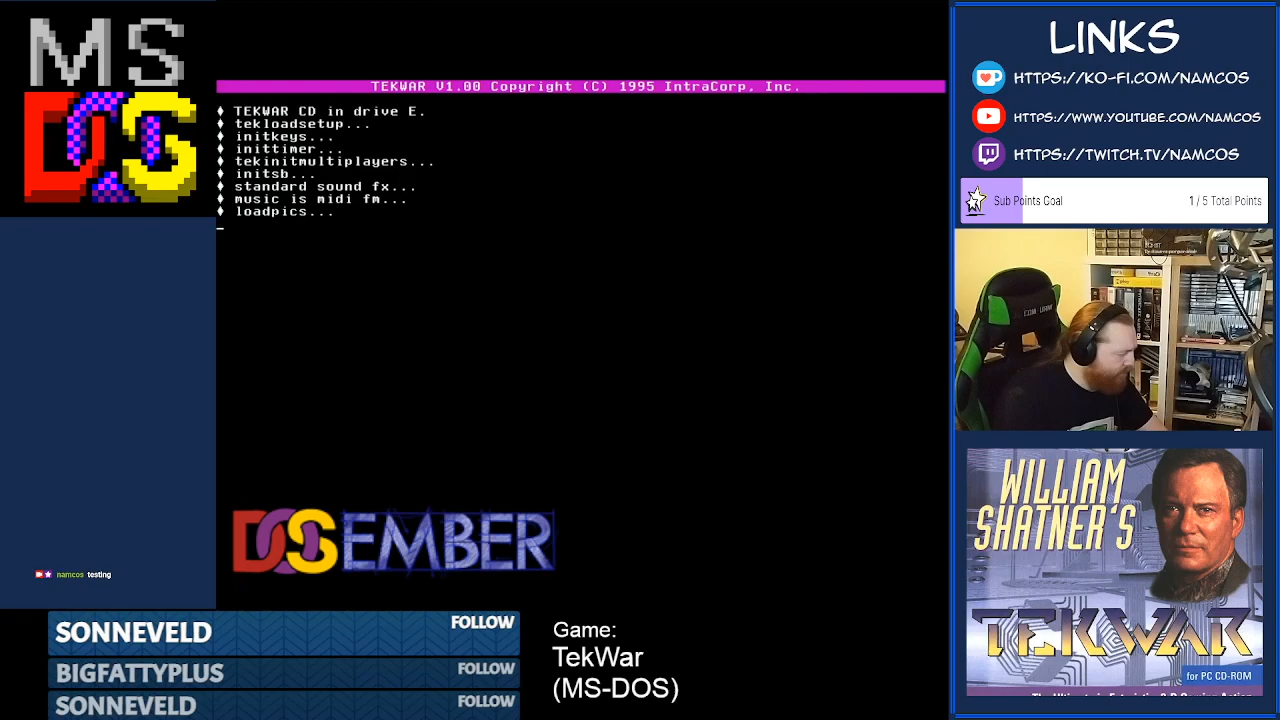 MS
DOS
TEKWAR V1.00 Copyright (C) 1995 IntraCorp, Inc.
♦ TEKWAR CD in drive E.
♦ tekloadsetup...
♦ initkeys...
♦ inittimer...
♦ tekinitmultiplayers...
♦ initsb...
♦ standard sound fx...
♦ music is midi fm...
♦ loadpics...
_
DOSEMBER
namcos testing
SONNEVELD FOLLOW
BIGFATTYPLUS FOLLOW
SONNEVELD FOLLOW
Game:
TekWar
(MS-DOS)
LINKS
HTTPS://KO-FI.COM/NAMCOS
HTTPS://WWW.YOUTUBE.COM/NAMCOS
HTTPS://TWITCH.TV/NAMCOS
Sub Points Goal 1 / 5 Total Points
WILLIAM
SHATNER'S
TEKWAR
for PC CD-ROM